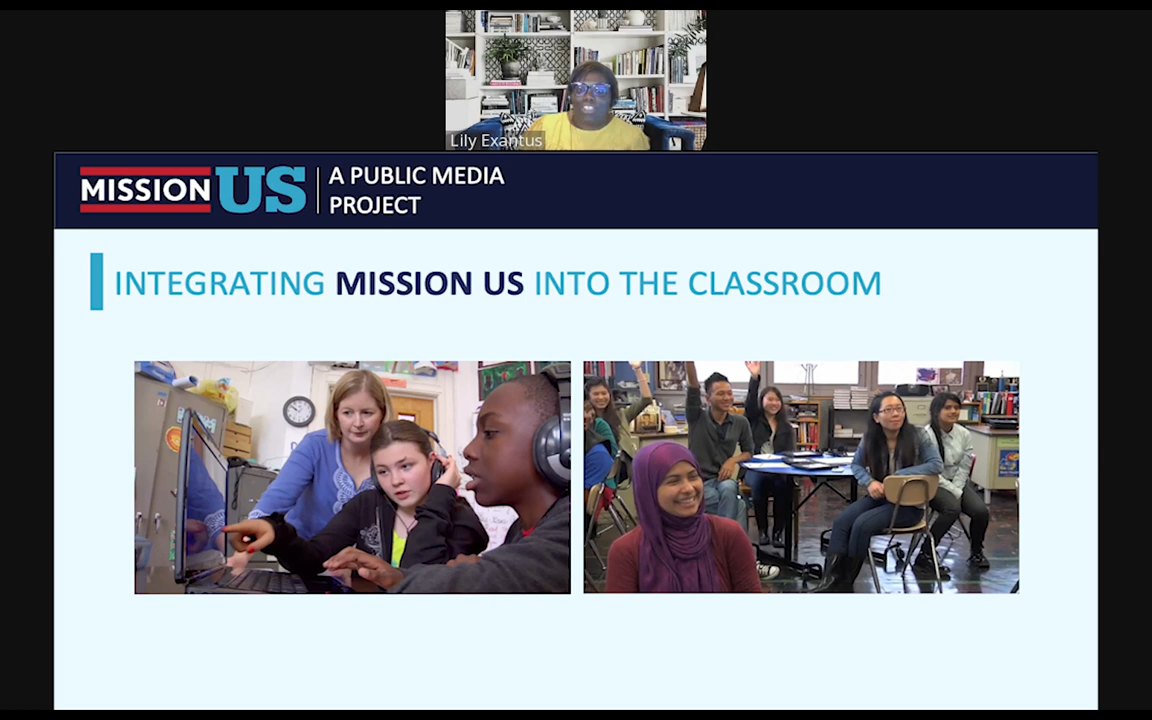 Lily Exantus
MISSION US
A PUBLIC MEDIA
PROJECT
INTEGRATING MISSION US INTO THE CLASSROOM